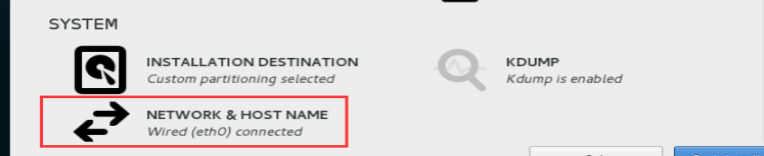 SYSTEM
INSTALLATION DESTINATION
Custom partitioning selected
KDUMP
Kdump is enabled
NETWORK & HOST NAME
Wired (eth0) connected